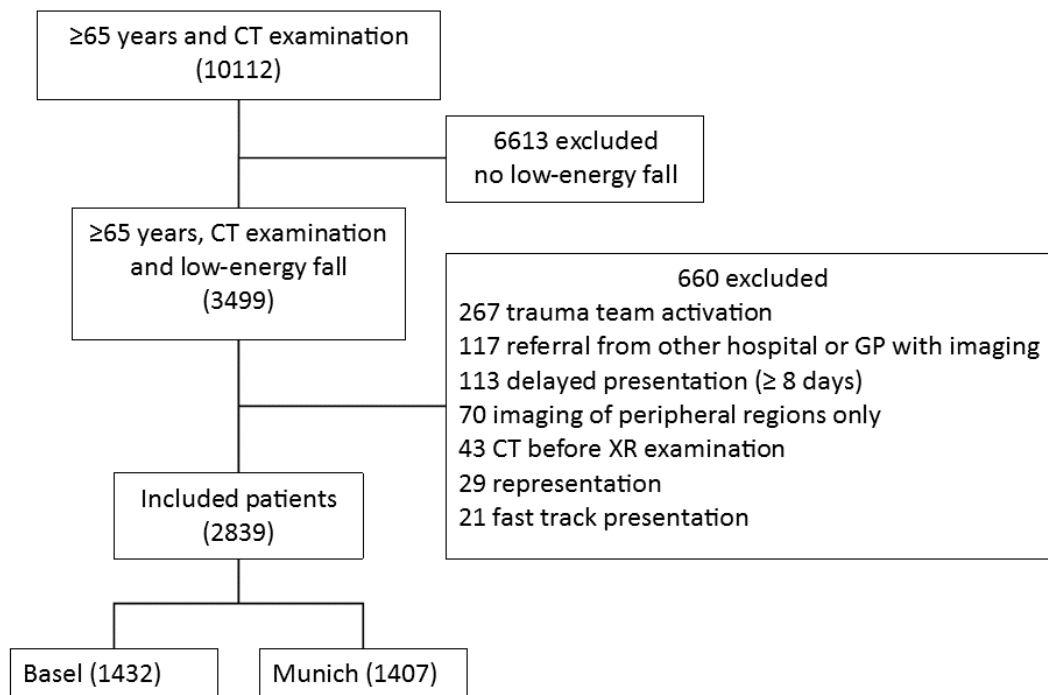 ≥65 years and CT examination
(10112)
6613 excluded
no low-energy fall
≥65 years, CT examination
and low-energy fall
(3499)
660 excluded
267 trauma team activation
117 referral from other hospital or GP with imaging
113 delayed presentation (≥ 8 days)
70 imaging of peripheral regions only
43 CT before XR examination
29 representation
21 fast track presentation
Included patients
(2839)
Basel (1432)
Munich (1407)